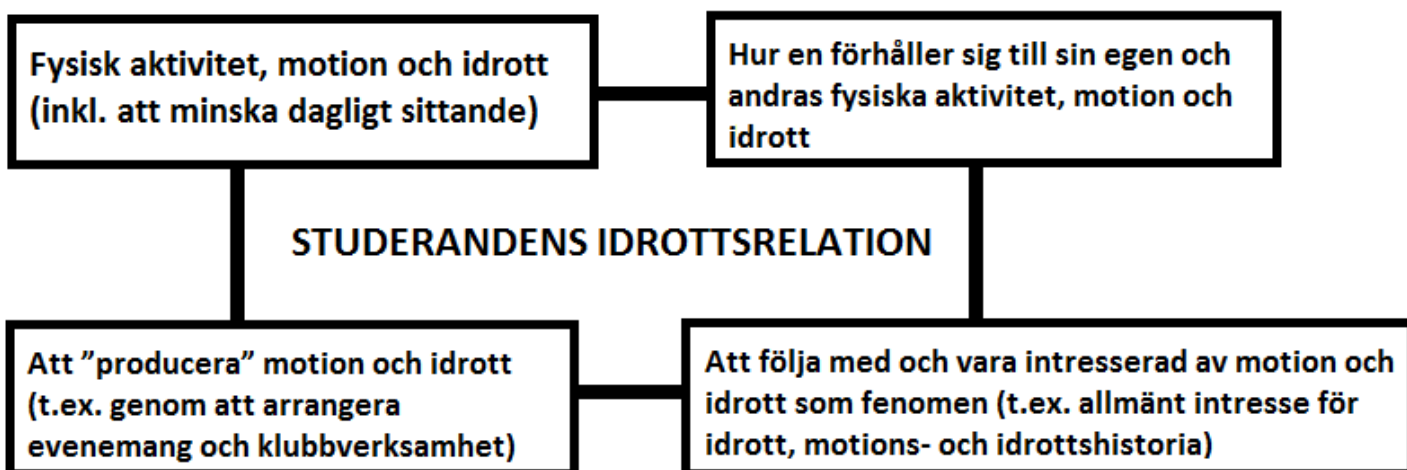 Fysisk aktivitet, motion och idrott
(inkl. att minska dagligt sittande)
Hur en förhåller sig till sin egen och
andras fysiska aktivitet, motion och
idrott
STUDERANDENS IDROTTSRELATION
Att ”producera” motion och idrott
(t.ex. genom att arrangera
evenemang och klubbverksamhet)
Att följa med och vara intresserad av motion och
idrott som fenomen (t.ex. allmänt intresse för
idrott, motions- och idrottshistoria)